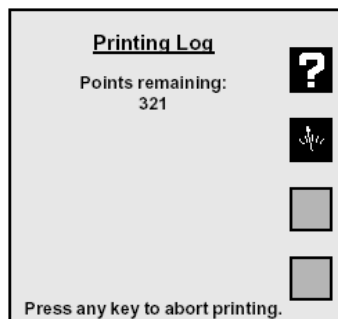 Printing Log
Points remaining:
321
?
Press any key to abort printing.